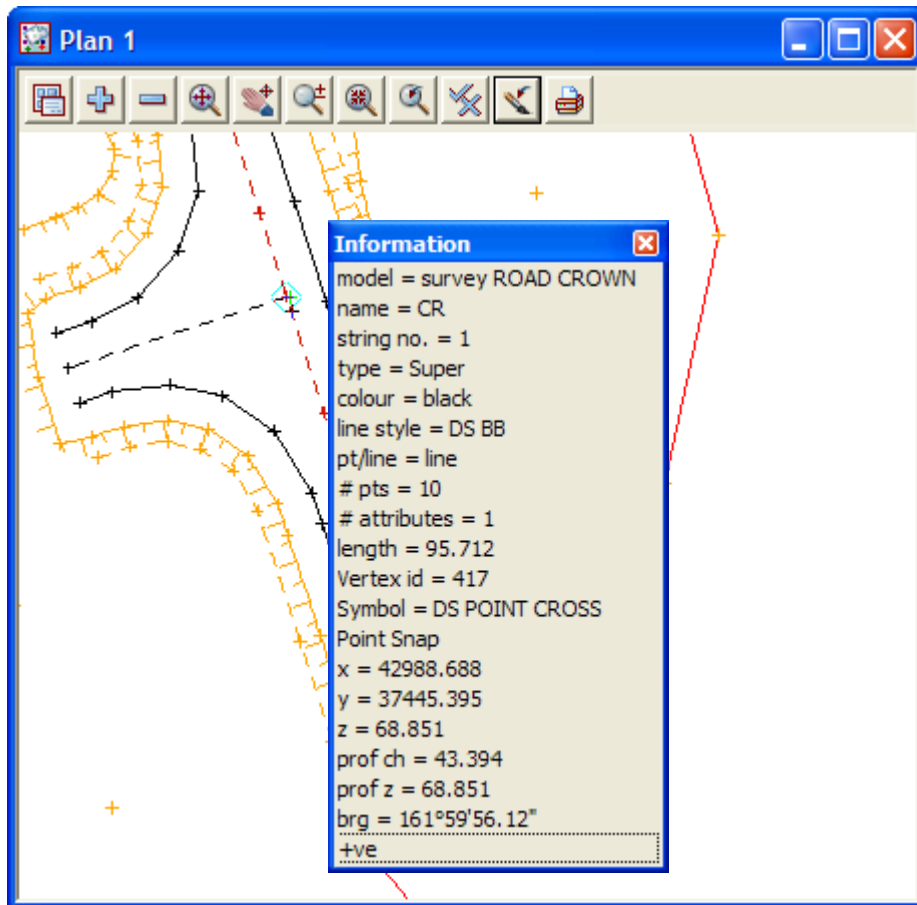 Plan 1
Information
model = survey ROAD CROWN
name = CR
string no. = 1
type = Super
colour = black
line style = DS BB
pt/line = line
# pts = 10
# attributes = 1
length = 95.712
Vertex id = 417
Symbol = DS POINT CROSS
Point Snap
x = 42988.688
y = 37445.395
z = 68.851
prof ch = 43.394
prof z = 68.851
brg = 161°59'56.12"
+ve